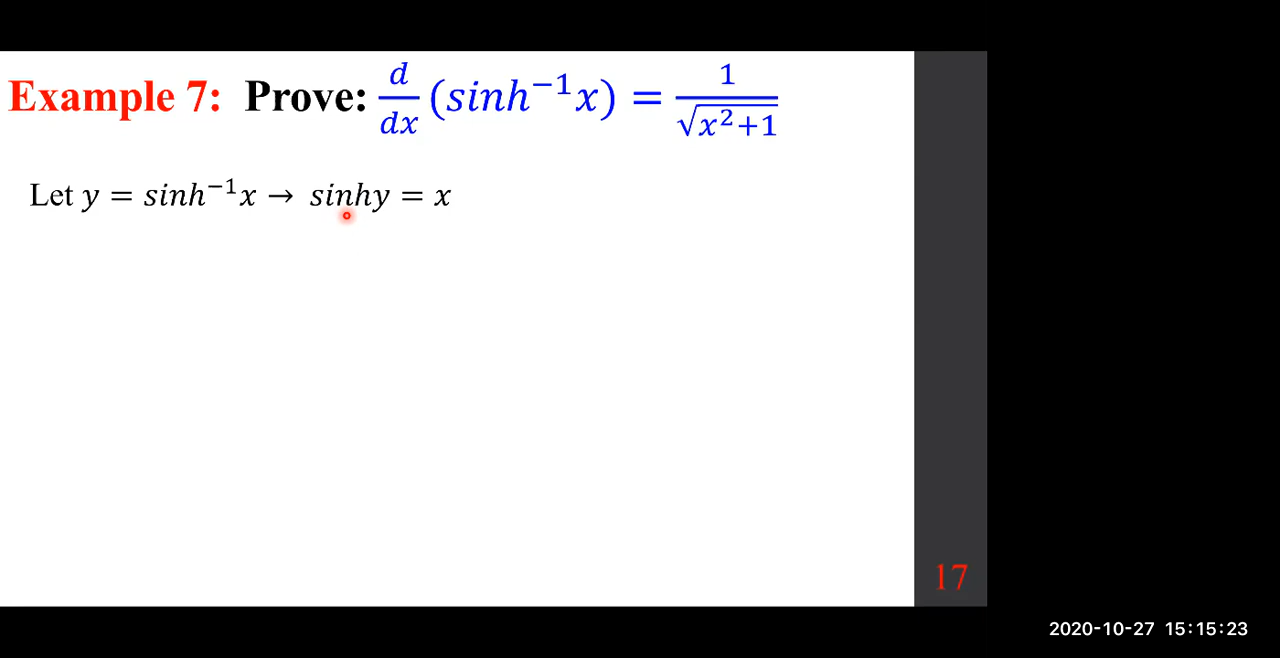 Example 7: Prove: d/dx (sinh⁻¹x) = 1/√(x²+1)
Let y = sinh⁻¹x → sinhy = x
17
2020-10-27 15:15:23